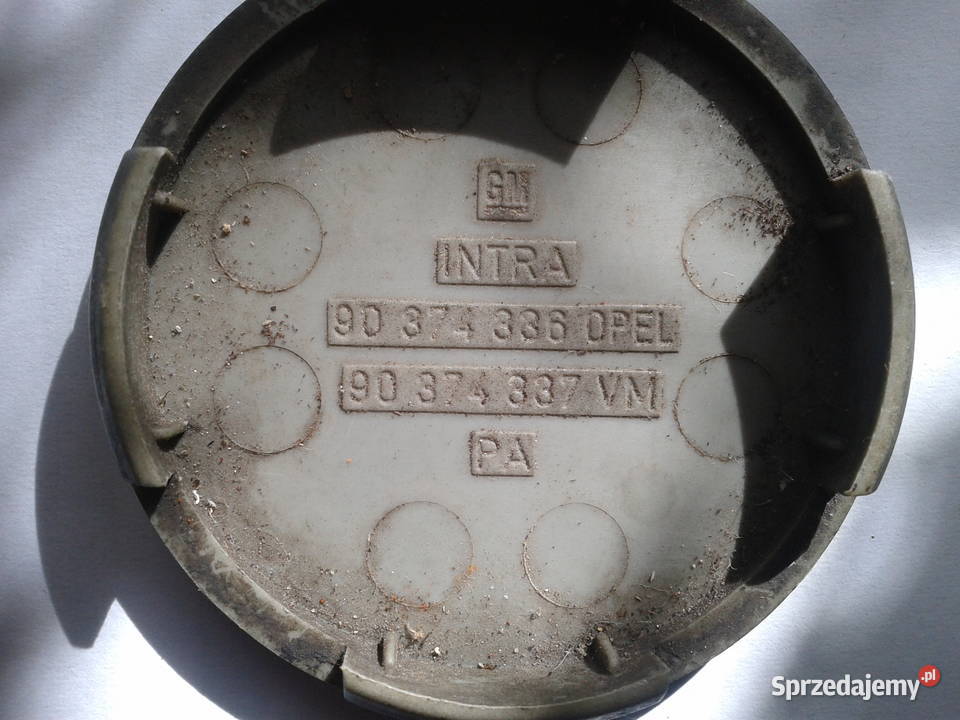 GM
INTRA
90 374 336 OPEL
90 374 337 VM
PA
Sprzedajemy.pl